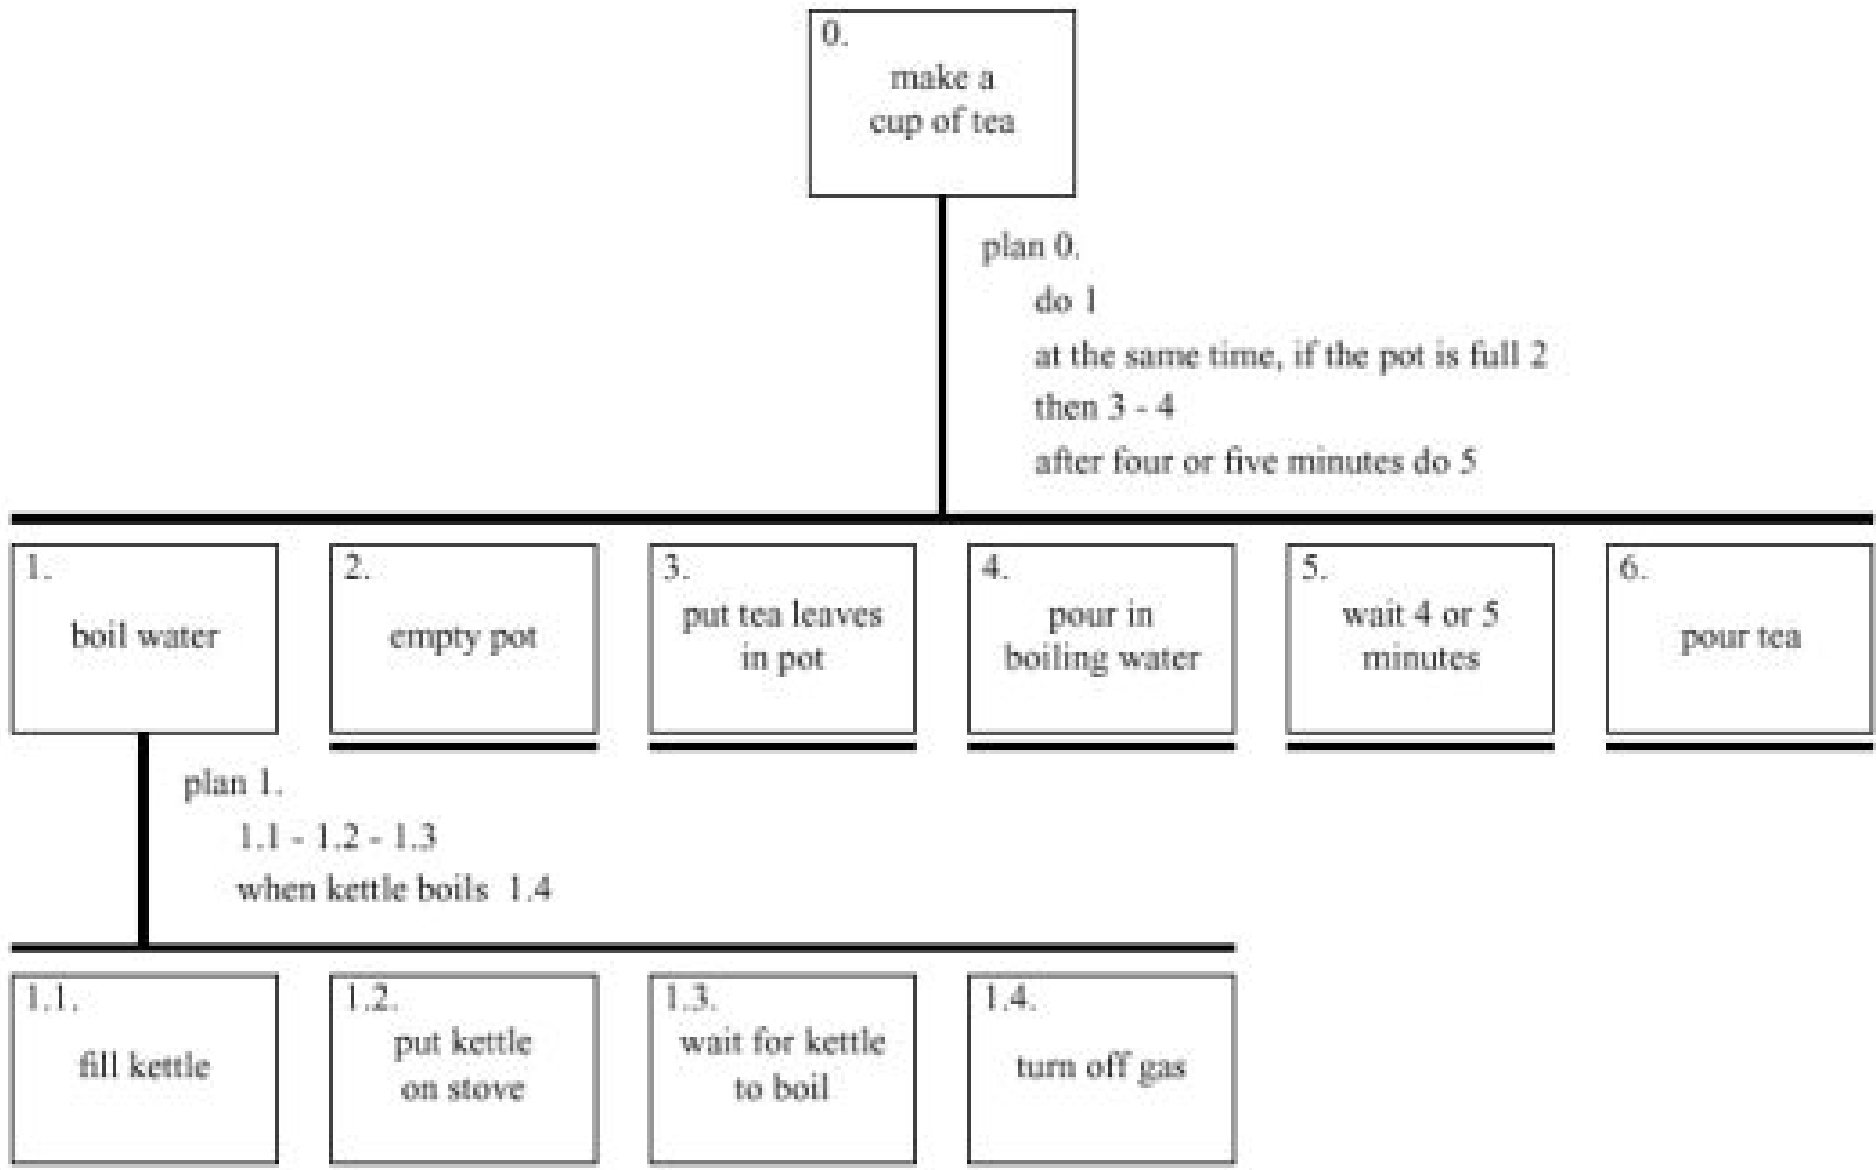 0.
make a
cup of tea
plan 0.
do 1
at the same time, if the pot is full 2
then 3 - 4
after four or five minutes do 5
1.
boil water
2.
empty pot
3.
put tea leaves
in pot
4.
pour in
boiling water
5.
wait 4 or 5
minutes
6.
pour tea
plan 1.
1.1 - 1.2 - 1.3
when kettle boils 1.4
1.1.
fill kettle
1.2.
put kettle
on stove
1.3.
wait for kettle
to boil
1.4.
turn off gas